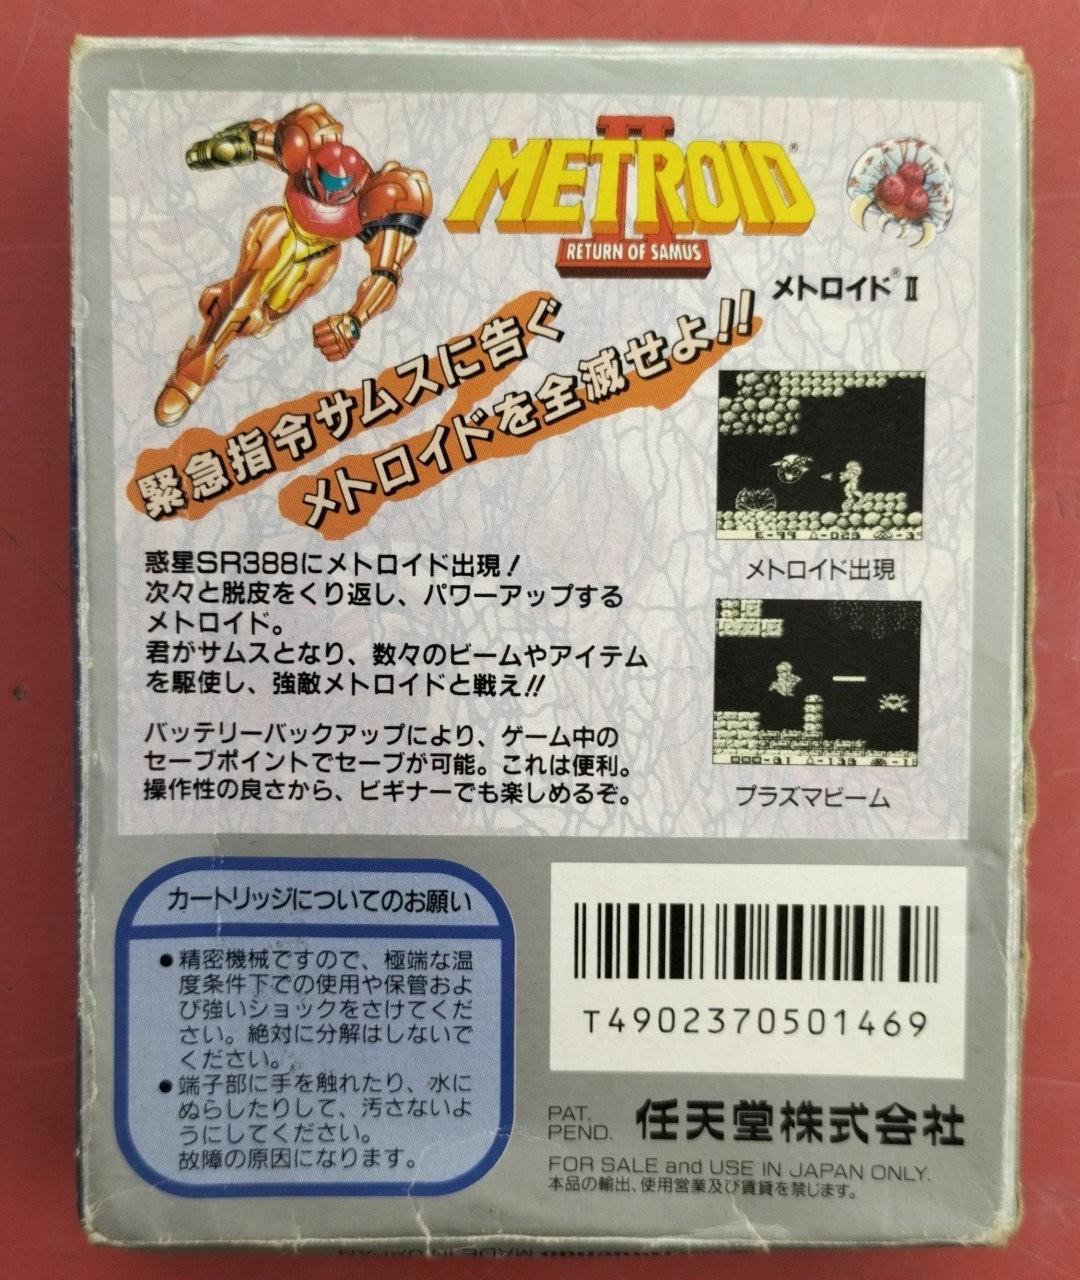 METROID®
II
RETURN OF SAMUS
メトロイド®II
緊急指令サムスに告ぐ
メトロイドを全滅せよ!!
惑星SR388にメトロイド出現!
次々と脱皮をくり返し、パワーアップする
メトロイド。
君がサムスとなり、数々のビームやアイテム
を駆使し、強敵メトロイドと戦え!!
バッテリーバックアップにより、ゲーム中の
セーブポイントでセーブが可能。これは便利。
操作性の良さから、ビギナーでも楽しめるぞ。
メトロイド出現
プラズマビーム
カートリッジについてのお願い
●精密機械ですので、極端な温
度条件下での使用や保管およ
び強いショックをさけてくだ
さい。絶対に分解はしないで
ください。
●端子部に手を触れたり、水に
ぬらしたりして、汚さないよ
うにしてください。
故障の原因になります。
T4902370501469
PAT.
PEND.
任天堂株式会社
FOR SALE and USE IN JAPAN ONLY.
本品の輸出、使用営業及び賃貸を禁じます。
MADE IN JAPAN